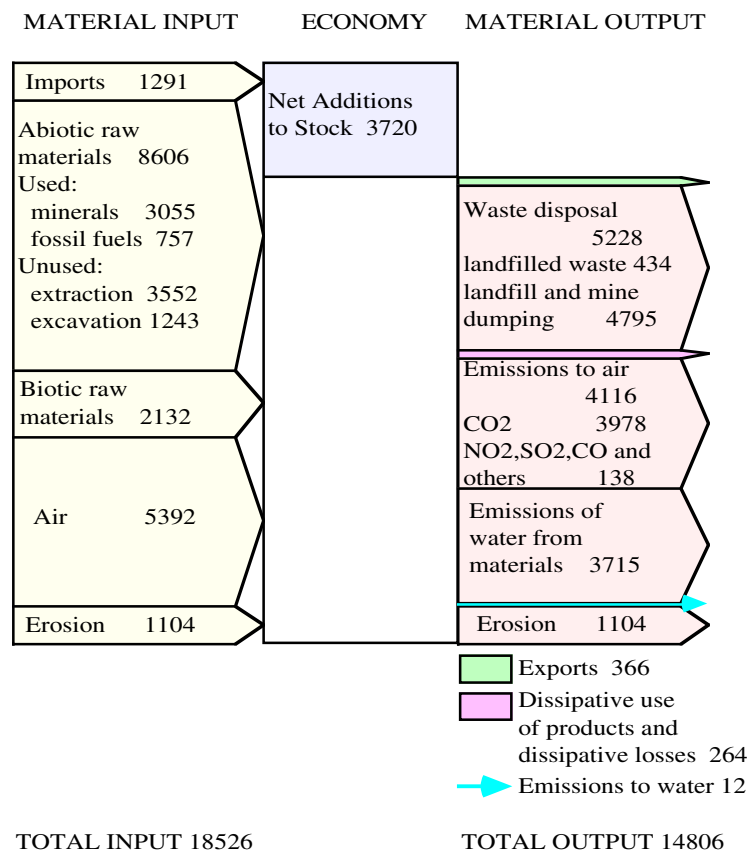 MATERIAL INPUT ECONOMY MATERIAL OUTPUT
Imports 1291
Abiotic raw
materials 8606
Used:
minerals 3055
fossil fuels 757
Unused:
extraction 3552
excavation 1243
Biotic raw
materials 2132
Air 5392
Erosion 1104
Net Additions
to Stock 3720
Waste disposal
5228
landfilled waste 434
landfill and mine
dumping 4795
Emissions to air
4116
CO2 3978
NO2,SO2,CO and
others 138
Emissions of
water from
materials 3715
Erosion 1104
Exports 366
Dissipative use
of products and
dissipative losses 264
Emissions to water 12
TOTAL INPUT 18526 TOTAL OUTPUT 14806